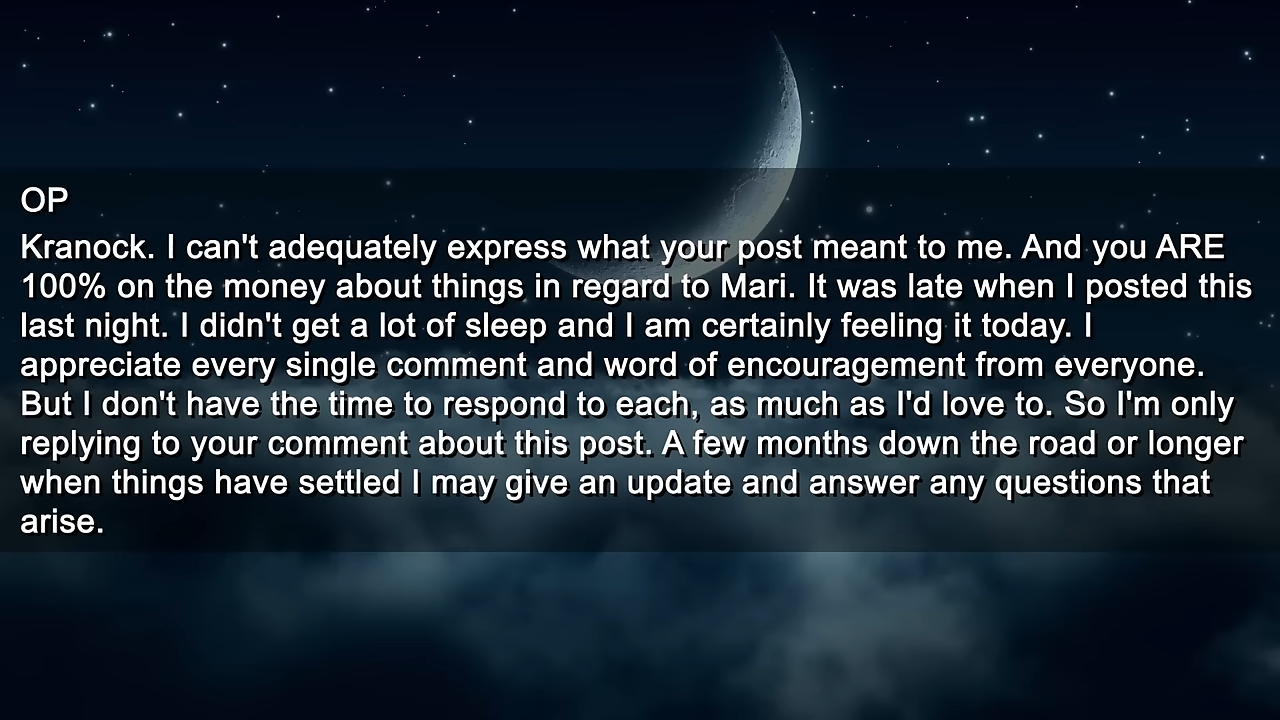 OP
Kranock. I can't adequately express what your post meant to me. And you ARE
100% on the money about things in regard to Mari. It was late when I posted this
last night. I didn't get a lot of sleep and I am certainly feeling it today. I
appreciate every single comment and word of encouragement from everyone.
But I don't have the time to respond to each, as much as I'd love to. So I'm only
replying to your comment about this post. A few months down the road or longer
when things have settled I may give an update and answer any questions that
arise.